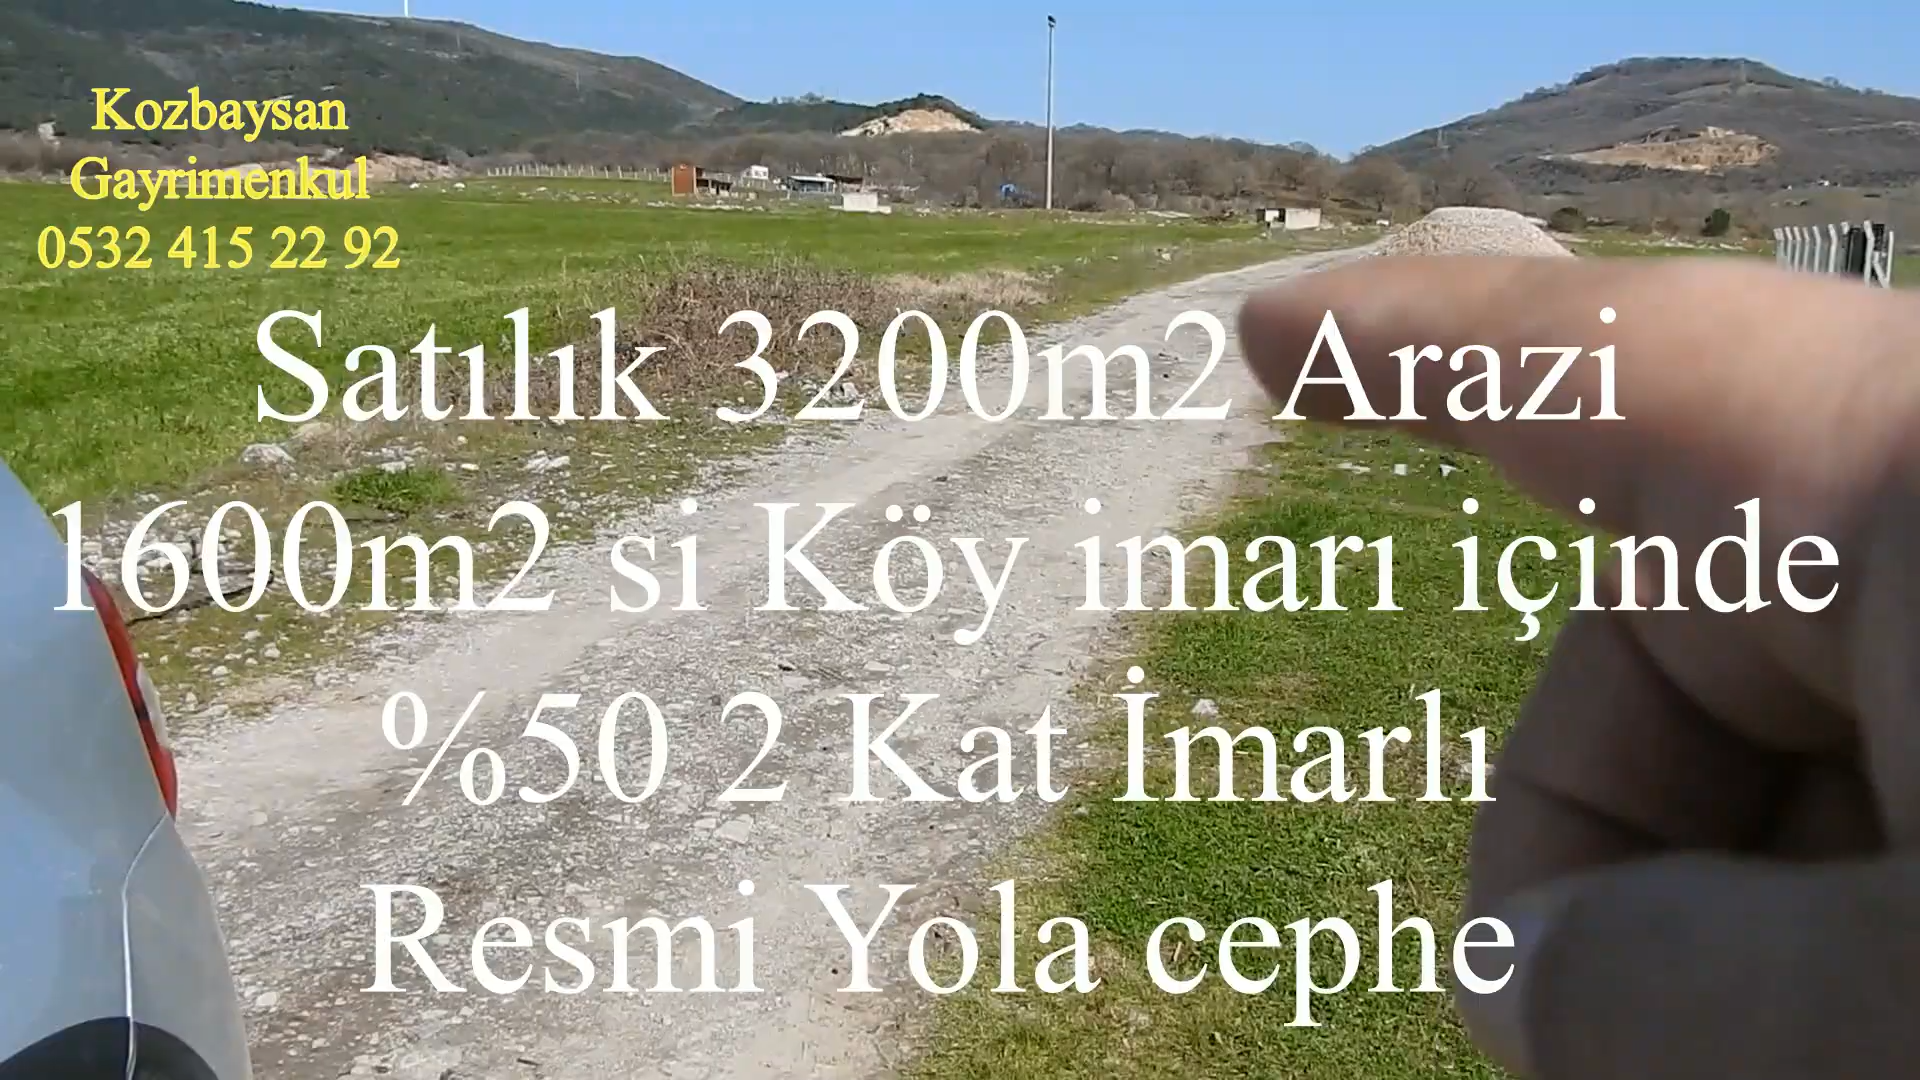 Kozbaysan
Gayrimenkul
0532 415 22 92
Satılık 3200m2 Arazi
1600m2 si Köy imarı içinde
%50 2 Kat İmarlı
Resmi Yola cephe